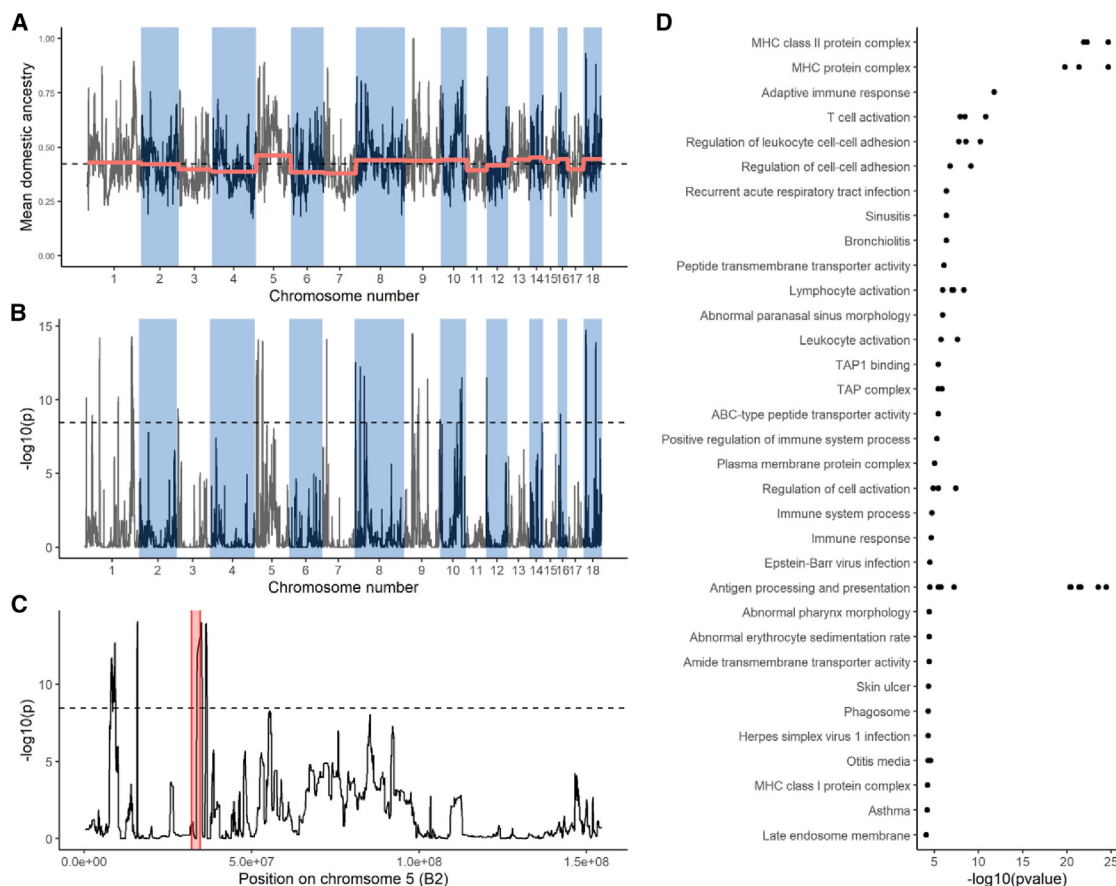 A
Mean domestic ancestry
1.00
0.75
0.50
0.25
0.00
1 2 3 4 5 6 7 8 9 10 11 12 13 14 15 16 17 18
Chromosome number
B
-log10(p)
15
10
5
0
1 2 3 4 5 6 7 8 9 10 11 12 13 14 15 16 17 18
Chromosome number
C
-log10(p)
10
5
0
0.0e+00 5.0e+07 1.0e+08 1.5e+08
Position on chromsome 5 (B2)
D
MHC class II protein complex
MHC protein complex
Adaptive immune response
T cell activation
Regulation of leukocyte cell-cell adhesion
Regulation of cell-cell adhesion
Recurrent acute respiratory tract infection
Sinusitis
Bronchiolitis
Peptide transmembrane transporter activity
Lymphocyte activation
Abnormal paranasal sinus morphology
Leukocyte activation
TAP1 binding
TAP complex
ABC-type peptide transporter activity
Positive regulation of immune system process
Plasma membrane protein complex
Regulation of cell activation
Immune system process
Immune response
Epstein-Barr virus infection
Antigen processing and presentation
Abnormal pharynx morphology
Abnormal erythrocyte sedimentation rate
Amide transmembrane transporter activity
Skin ulcer
Phagosome
Herpes simplex virus 1 infection
Otitis media
MHC class I protein complex
Asthma
Late endosome membrane
5 10 15 20 25
-log10(pvalue)